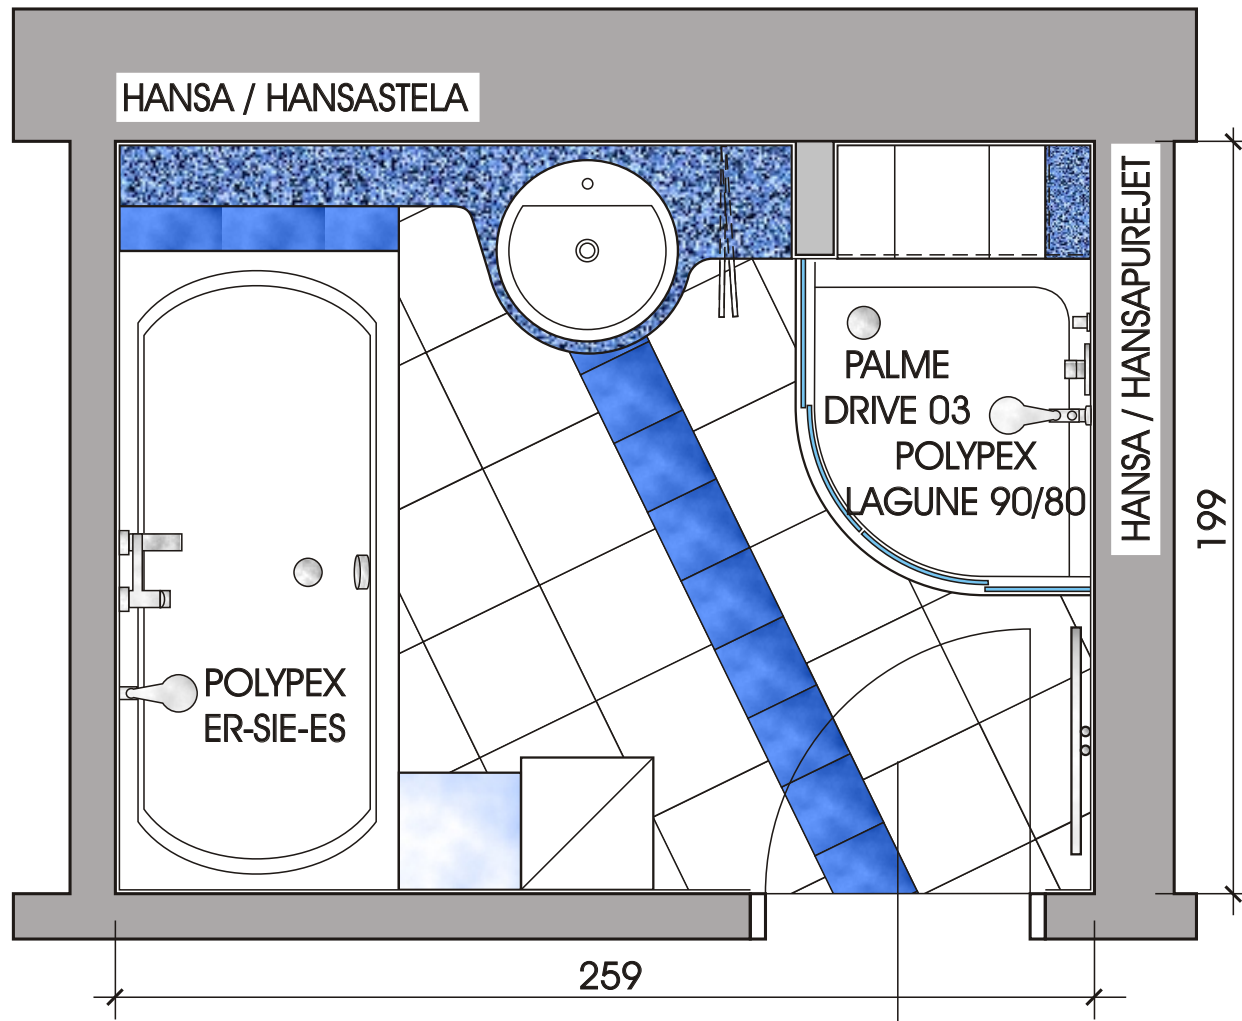 HANSA / HANSASTELA
HANSA / HANSAPUREJET
PALME
DRIVE 03
POLYPEX
LAGUNE 90/80
199
POLYPEX
ER-SIE-ES
259